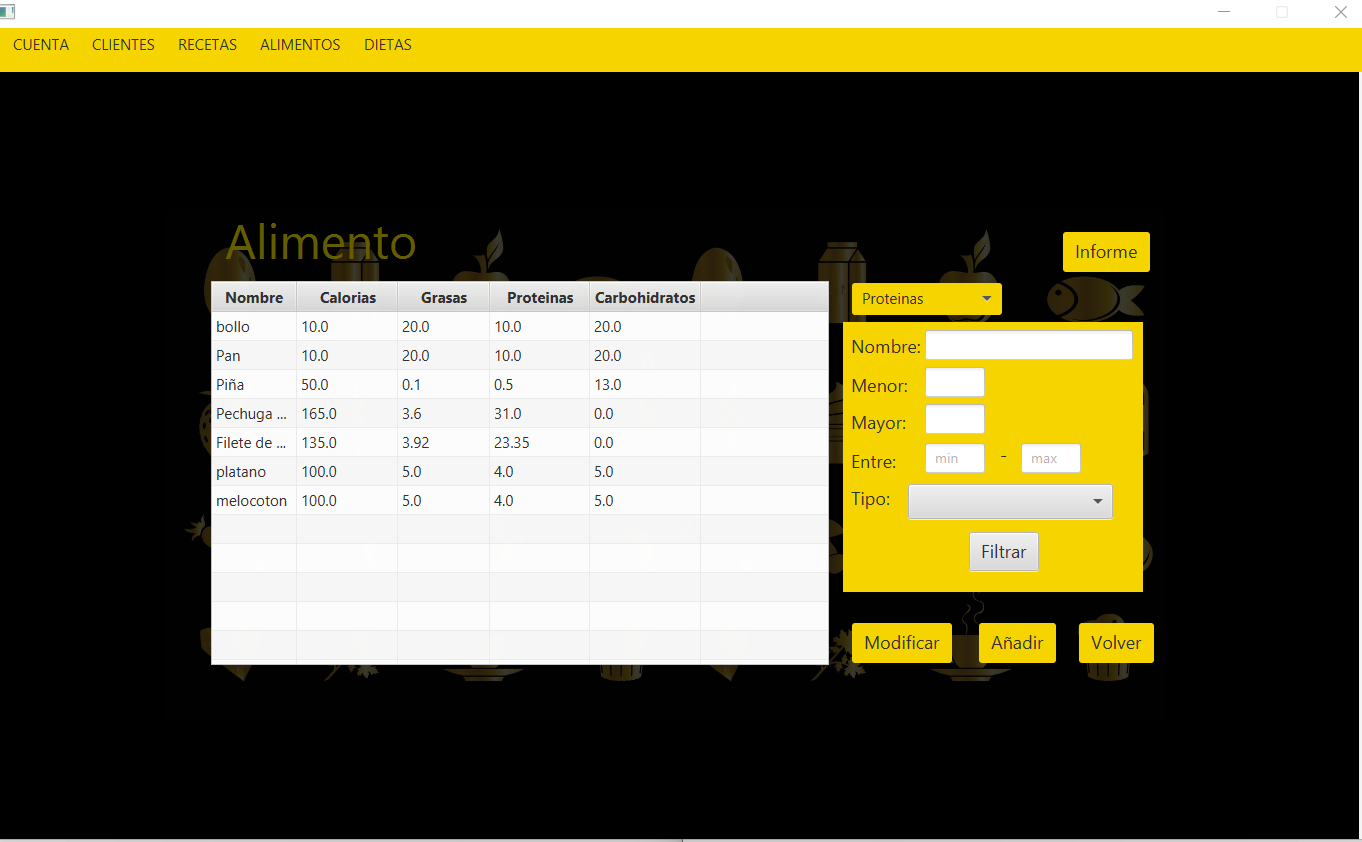 CUENTA CLIENTES RECETAS ALIMENTOS DIETAS
Alimento
Informe
Nombre Calorias Grasas Proteinas Carbohidratos
bollo 10.0 20.0 10.0 20.0
Pan 10.0 20.0 10.0 20.0
Piña 50.0 0.1 0.5 13.0
Pechuga ... 165.0 3.6 31.0 0.0
Filete de ... 135.0 3.92 23.35 0.0
platano 100.0 5.0 4.0 5.0
melocoton 100.0 5.0 4.0 5.0
Proteinas
Nombre:
Menor:
Mayor:
Entre: min - max
Tipo:
Filtrar
Modificar Añadir Volver